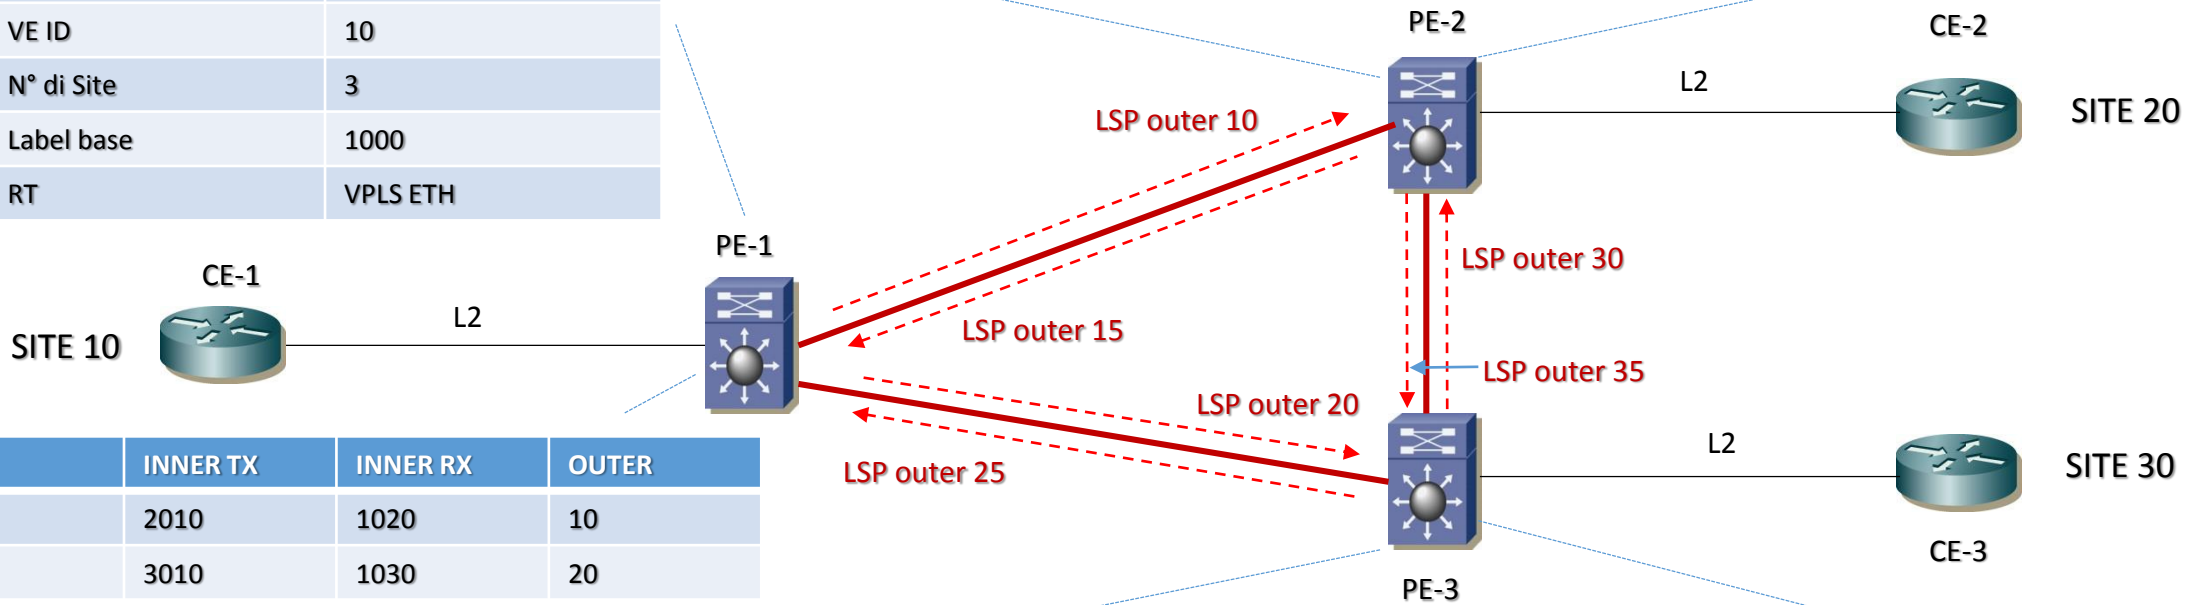 VE ID 10
N° di Site 3
Label base 1000
RT VPLS ETH
PE-2
CE-2
L2
SITE 20
LSP outer 10
PE-1
CE-1
SITE 10
L2
LSP outer 15
LSP outer 30
LSP outer 35
LSP outer 20
LSP outer 25
L2
SITE 30
CE-3
PE-3
INNER TX INNER RX OUTER
2010 1020 10
3010 1030 20